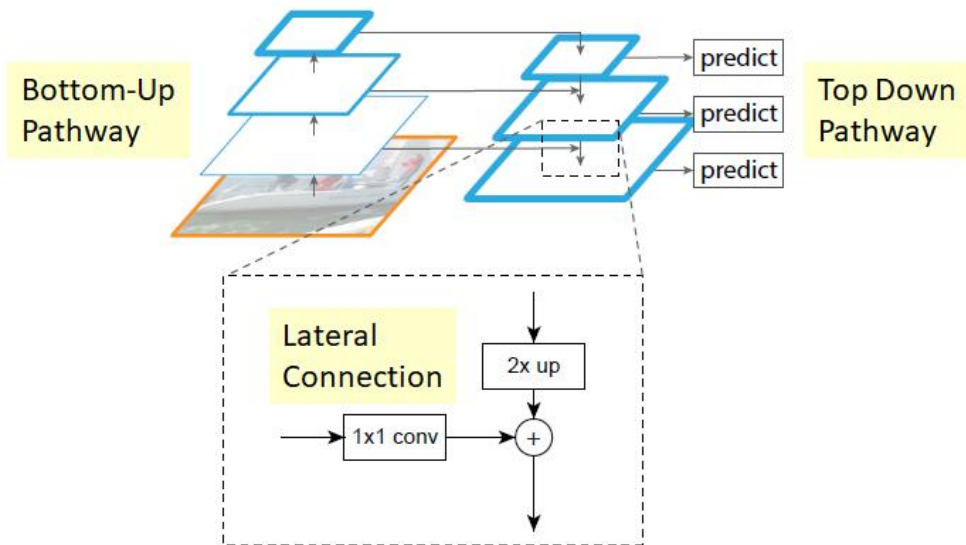 Bottom-Up
Pathway
predict
predict
predict
Top Down
Pathway
Lateral
Connection
2x up
1x1 conv
+